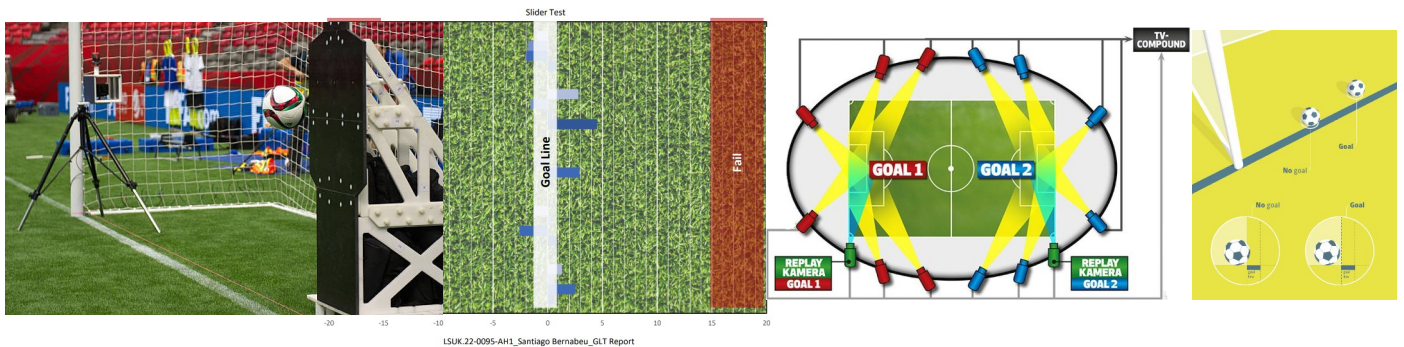 Slider Test
Goal Line
Fail
-20
-15
-10
-5
0
5
10
15
20
LSUK.22-0095-AH1_Santiago Bernabeu_GLT Report
TV-
COMPOUND
GOAL 1
GOAL 2
REPLAY
KAMERA
GOAL 1
REPLAY
KAMERA
GOAL 2
Goal
No goal
No goal
Goal